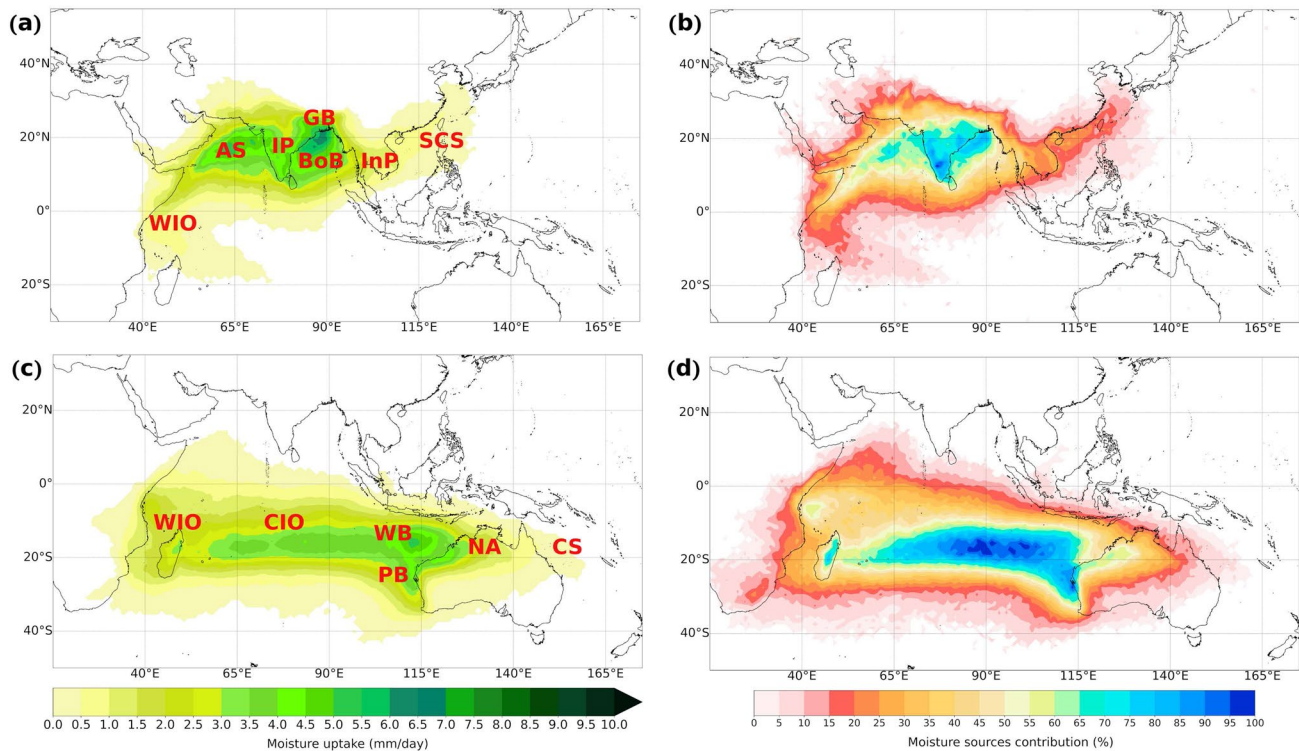 (a)
40°N
20°N
0°
20°S
40°E 65°E 90°E 115°E 140°E 165°E
GB
AS IP SCS
BoB InP
WIO
(b)
40°N
20°N
0°
20°S
40°E 65°E 90°E 115°E 140°E 165°E
(c)
20°N
0°
20°S
40°S
40°E 65°E 90°E 115°E 140°E
WIO CIO
WB NA CS
PB
(d)
20°N
0°
20°S
40°S
40°E 65°E 90°E 115°E 140°E
0.0 0.5 1.0 1.5 2.0 2.5 3.0 3.5 4.0 4.5 5.0 5.5 6.0 6.5 7.0 7.5 8.0 8.5 9.0 9.5 10.0
Moisture uptake (mm/day)
0 5 10 15 20 25 30 35 45 50 55 60 65 70 75 80 85 90 95 100
Moisture sources contribution (%)